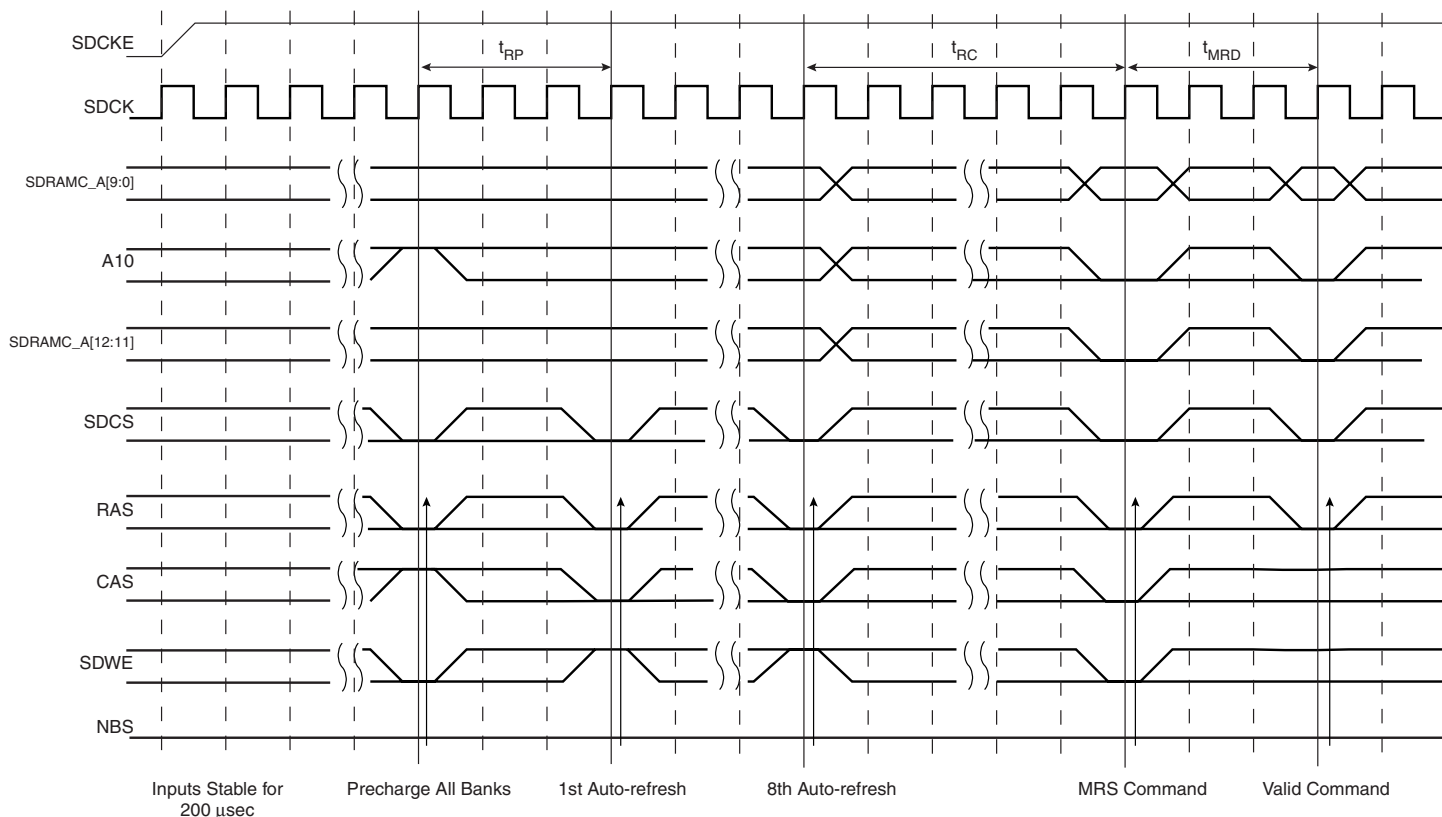 SDCKE
tRP
tRC
tMRD
SDCK
SDRAMC_A[9:0]
A10
SDRAMC_A[12:11]
SDCS
RAS
CAS
SDWE
NBS
Inputs Stable for
200 μsec
Precharge All Banks
1st Auto-refresh
8th Auto-refresh
MRS Command
Valid Command